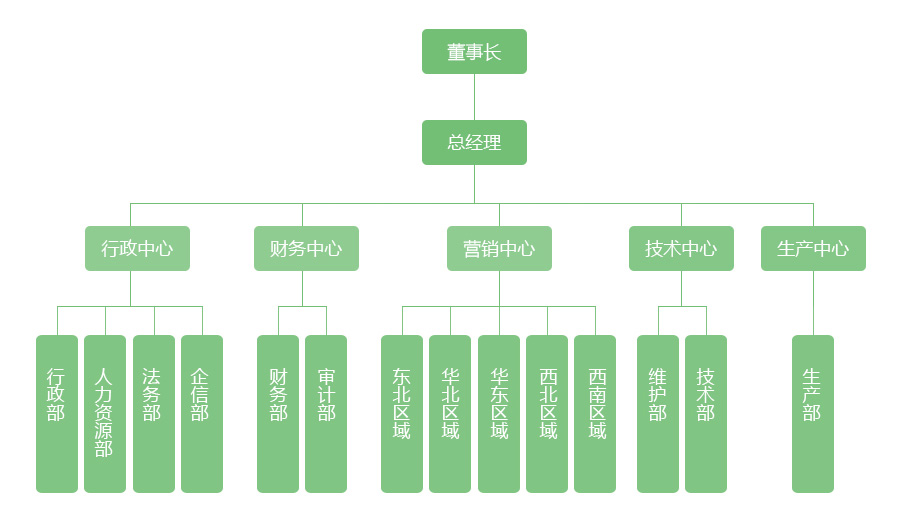 董事长
总经理
行政中心
财务中心
营销中心
技术中心
生产中心
行政部
人力资源部
法务部
企信部
财务部
审计部
东北区域
华北区域
华东区域
西北区域
西南区域
维护部
技术部
生产部